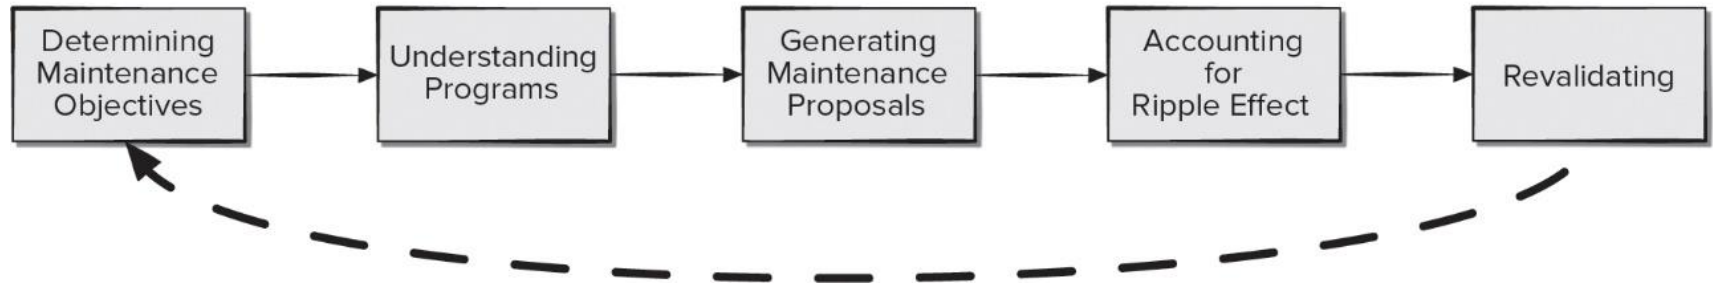 Determining
Maintenance
Objectives
Understanding
Programs
Generating
Maintenance
Proposals
Accounting
for
Ripple Effect
Revalidating